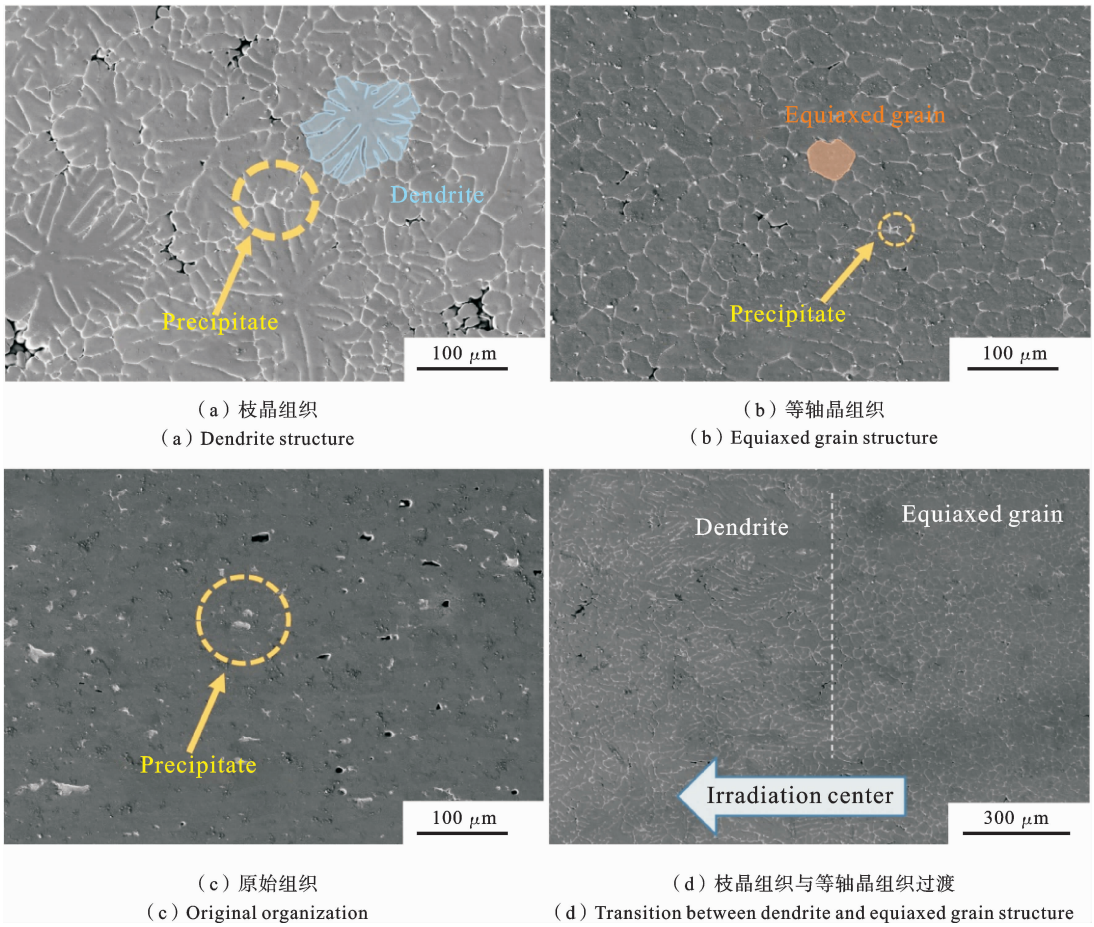 Dendrite
Precipitate
100 μm
Equiaxed grain
Precipitate
100 μm
(a)枝晶组织
(a)Dendrite structure
(b)等轴晶组织
(b)Equiaxed grain structure
Precipitate
100 μm
Dendrite
Equiaxed grain
Irradiation center
300 μm
(c)原始组织
(c)Original organization
(d)枝晶组织与等轴晶组织过渡
(d)Transition between dendrite and equiaxed grain structure